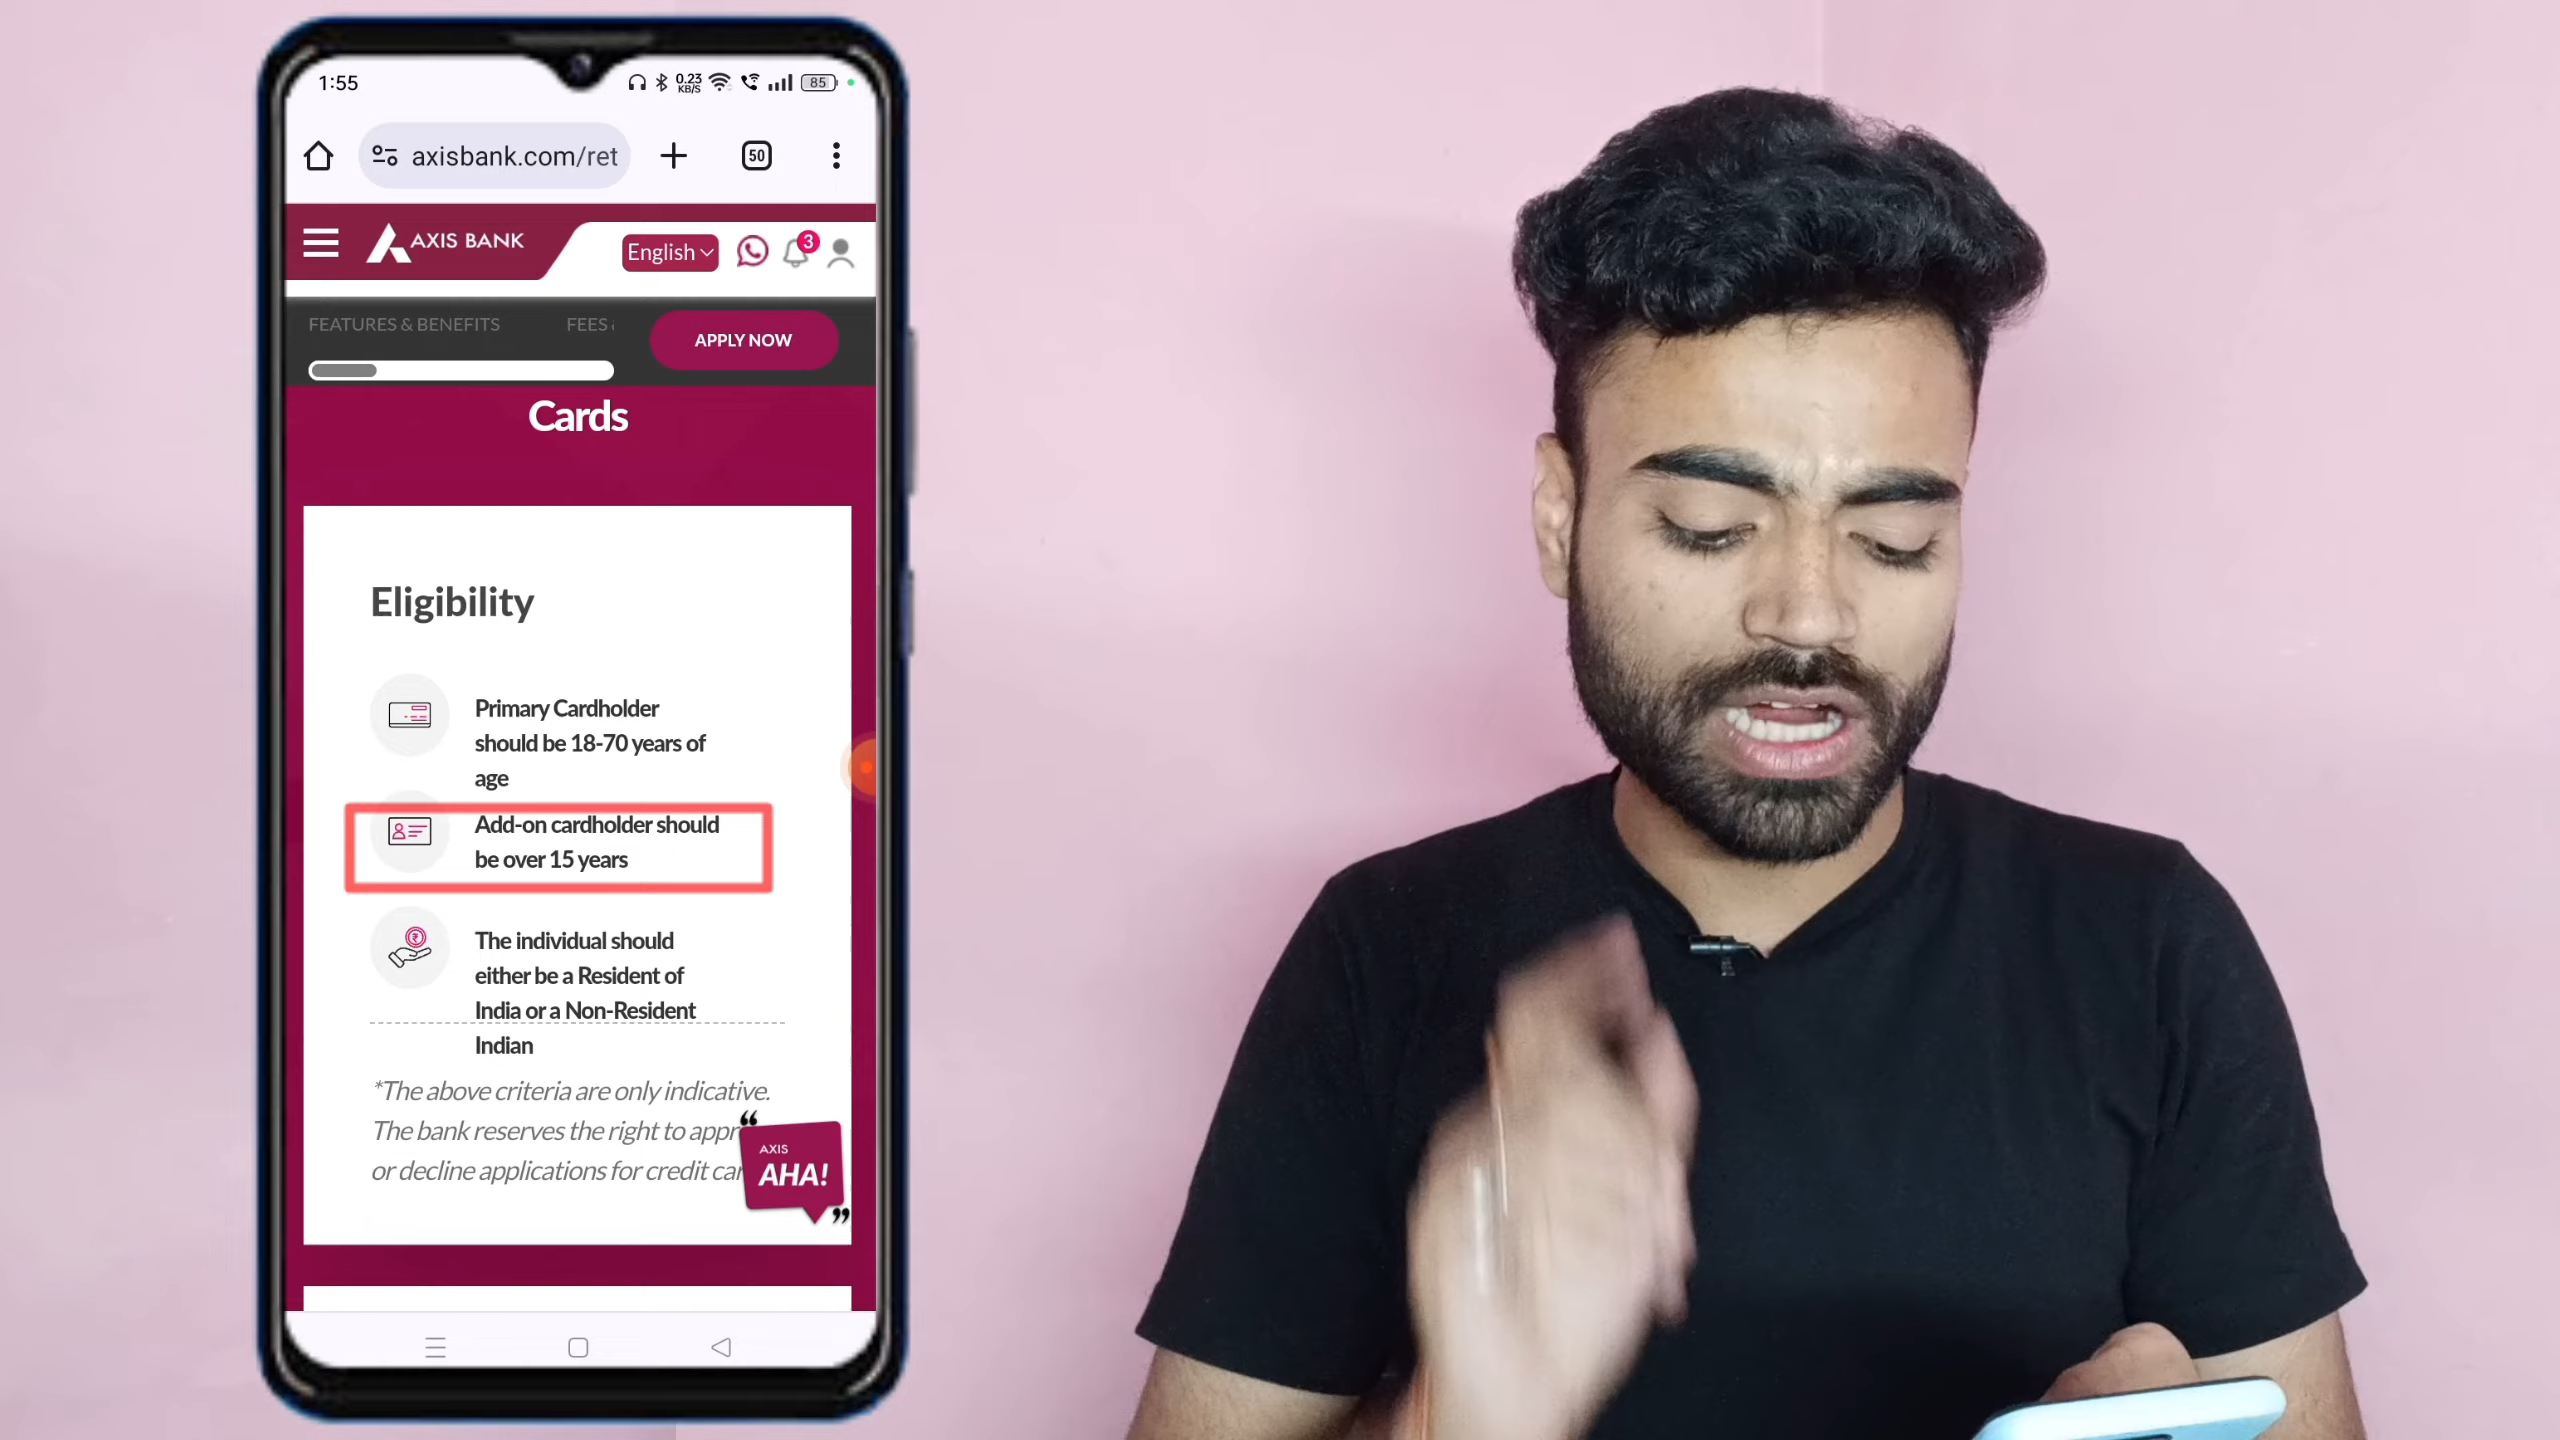 1:55
0.23
KB/S
85
axisbank.com/ret
50
AXIS BANK
English
3
FEATURES & BENEFITS
FEES
APPLY NOW
Cards
Eligibility
Primary Cardholder
should be 18-70 years of
age
Add-on cardholder should
be over 15 years
The individual should
either be a Resident of
India or a Non-Resident
Indian
*The above criteria are only indicative.
The bank reserves the right to appr
or decline applications for credit car
AXIS
AHA!